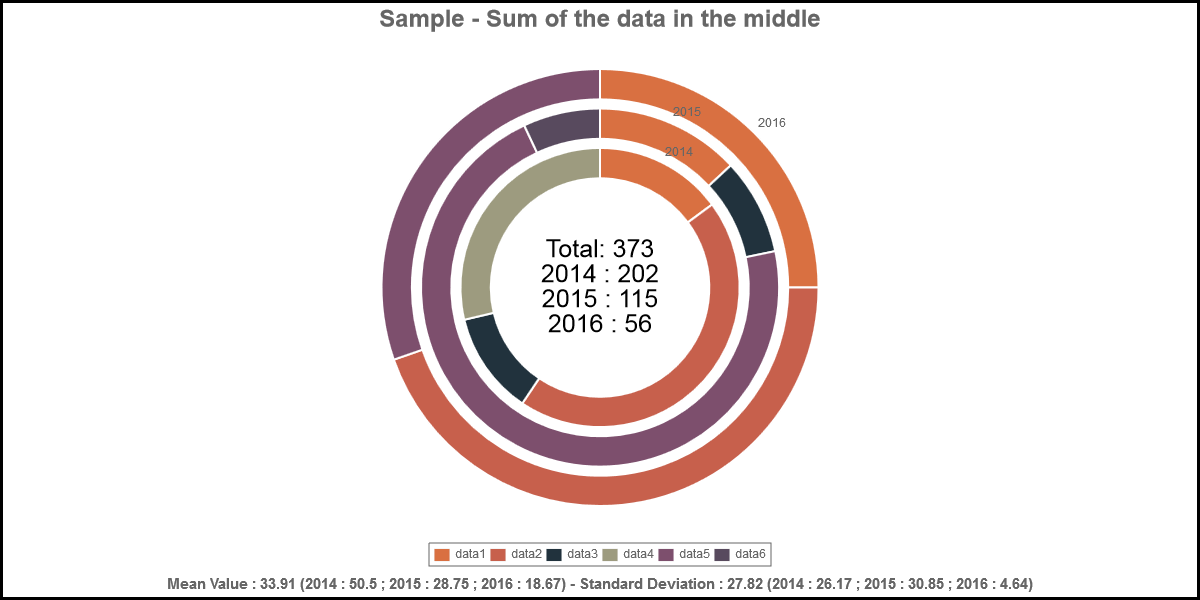 Sample - Sum of the data in the middle
2015
2016
2014
Total: 373
2014 : 202
2015 : 115
2016 : 56
data1 data2 data3 data4 data5 data6
Mean Value : 33.91 (2014 : 50.5 ; 2015 : 28.75 ; 2016 : 18.67) - Standard Deviation : 27.82 (2014 : 26.17 ; 2015 : 30.85 ; 2016 : 4.64)